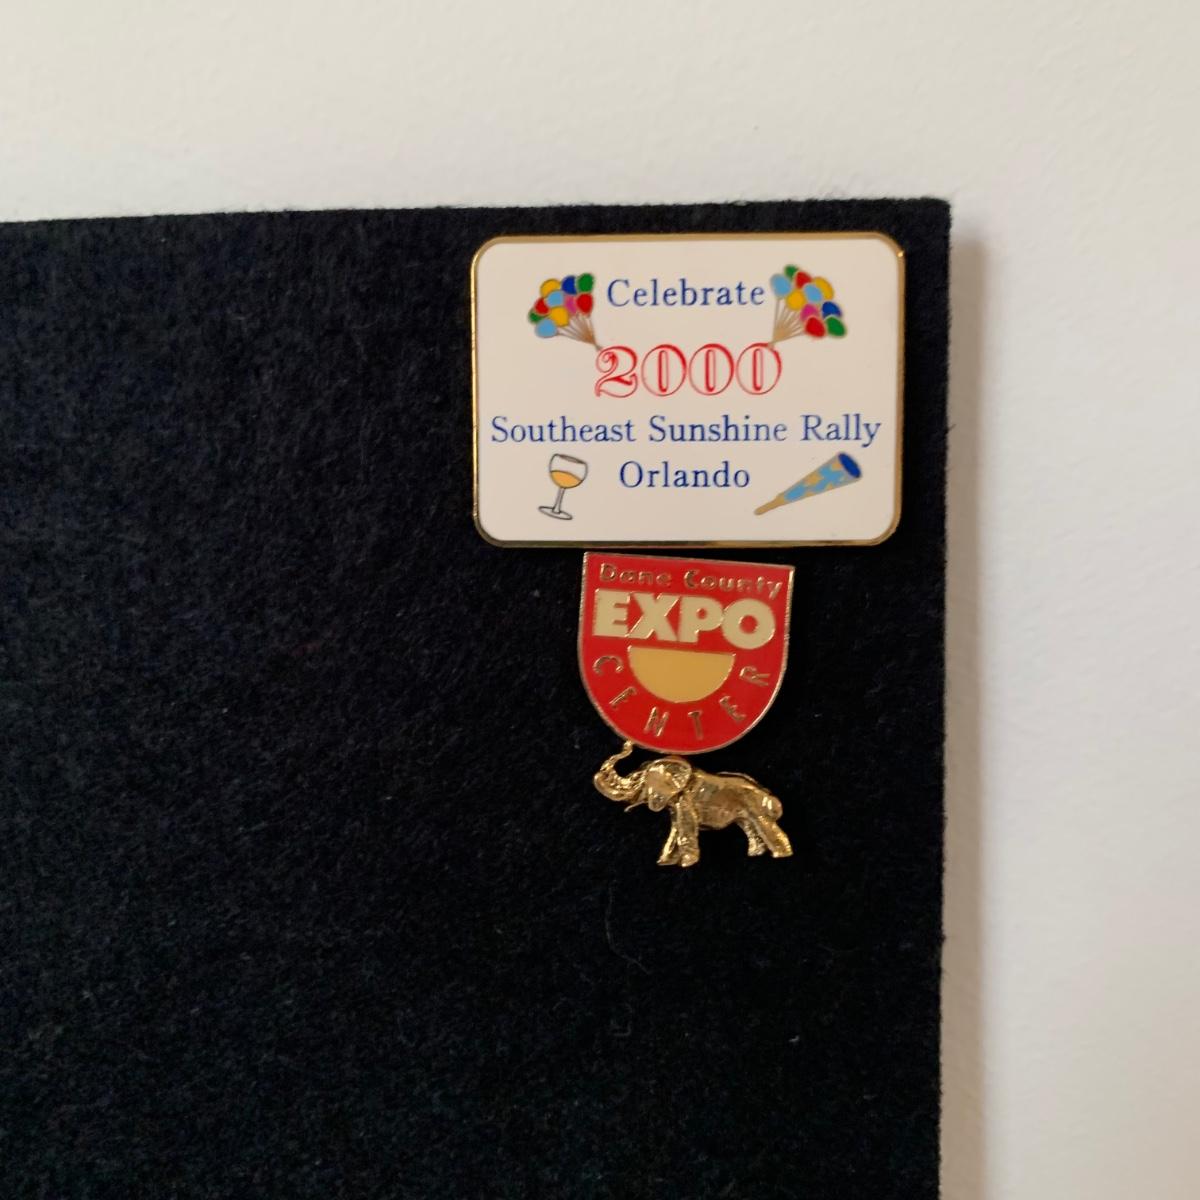 Celebrate
2000
Southeast Sunshine Rally
Orlando
Dane County
EXPO
CENTER